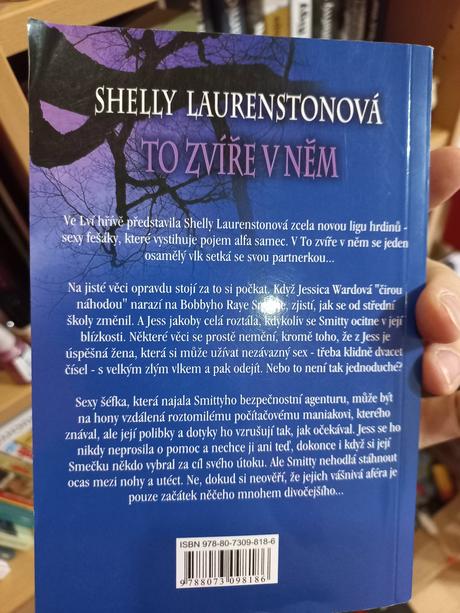 SHELLY LAURENSTONOVÁ
TO ZVÍŘE V NĚM
Ve Lví hřívě představila Shelly Laurenstonová zcela novou ligu hrdinů -
sexy fešáky, které vystihuje pojem alfa samec. V To zvíře v něm se jeden
osamělý vlk setká se svou partnerkou...
Na jisté věci opravdu stojí za to si počkat. Když Jessica Wardová "čirou
náhodou" narazí na Bobbyho Raye zjistí, jak se od střední
školy změnil. A Jess jakoby celá roztála, kdykoliv se Smitty ocitne v její
blízkosti. Některé věci se prostě nemění, kromě toho, že z Jess je
úspěšná žena, která si může užívat nezávazný sex - třeba klidně dvacet
čísel - s velkým zlým vlkem a pak odejít. Nebo to není tak jednoduché?
Sexy šéfka, která najala Smittyho bezpečnostní agenturu, může být
na hony vzdálená roztomilému počítačovému maniakovi, kterého
znával, ale její polibky a dotyky ho vzrušují tak, jak očekával. Jess se ho
nikdy neprosila o pomoc a nechce ji ani teď, dokonce i když si její
Smečku někdo vybral za cíl svého útoku. Ale Smitty nehodlá stáhnout
ocas mezi nohy a utéct. Ne, dokud si neověří, že jejich vášnivá aféra je
pouze začátek něčeho mnohem divočejšího...
ISBN 978-80-7309-818-6
9788073098186